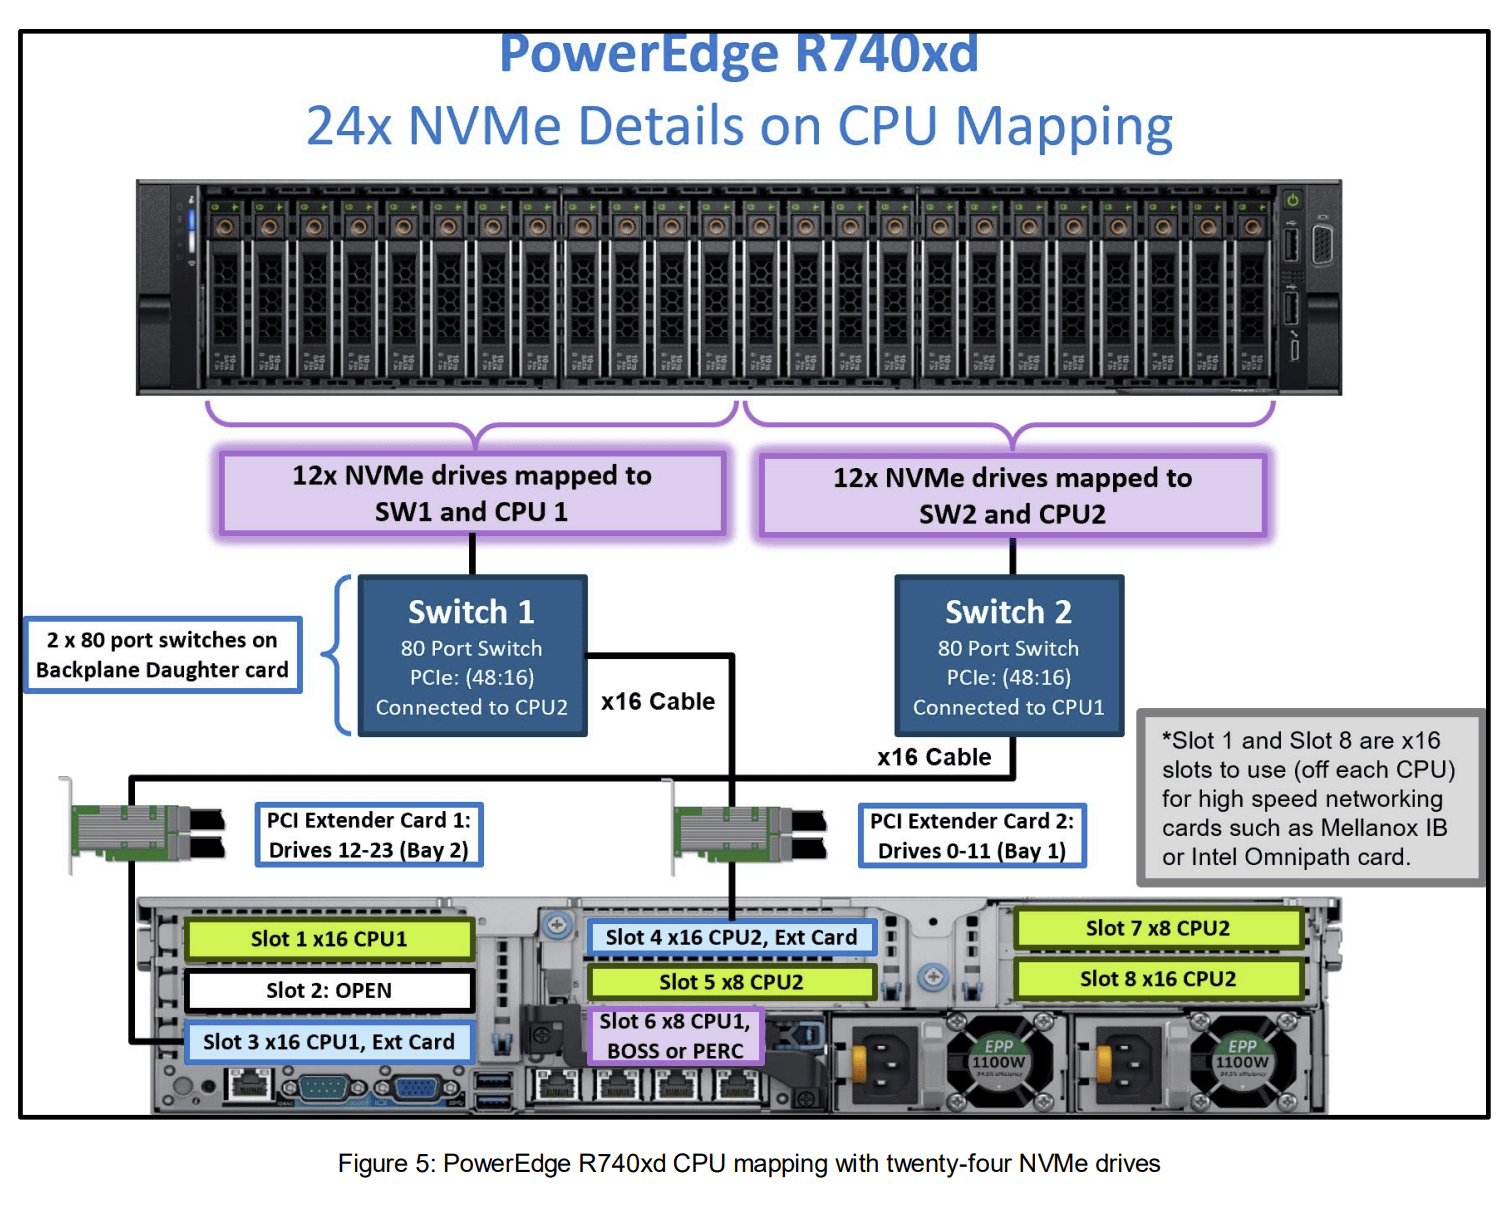 PowerEdge R740xd
24x NVMe Details on CPU Mapping
12x NVMe drives mapped to
SW1 and CPU 1
12x NVMe drives mapped to
SW2 and CPU2
2 x 80 port switches on
Backplane Daughter card
Switch 1
80 Port Switch
PCIe: (48:16)
Connected to CPU2
x16 Cable
Switch 2
80 Port Switch
PCIe: (48:16)
Connected to CPU1
x16 Cable
*Slot 1 and Slot 8 are x16
slots to use (off each CPU)
for high speed networking
cards such as Mellanox IB
or Intel Omnipath card.
PCI Extender Card 1:
Drives 12-23 (Bay 2)
PCI Extender Card 2:
Drives 0-11 (Bay 1)
Slot 1 x16 CPU1
Slot 2: OPEN
Slot 3 x16 CPU1, Ext Card
Slot 4 x16 CPU2, Ext Card
Slot 5 x8 CPU2
Slot 6 x8 CPU1,
BOSS or PERC
Slot 7 x8 CPU2
Slot 8 x16 CPU2
EPP
1100W
EPP
1100W
Figure 5: PowerEdge R740xd CPU mapping with twenty-four NVMe drives